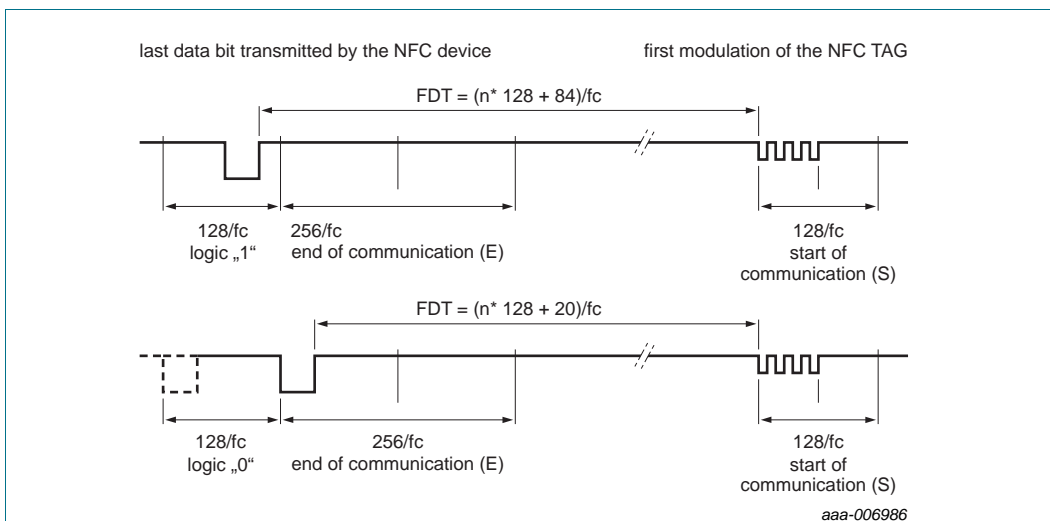 last data bit transmitted by the NFC device
first modulation of the NFC TAG
FDT = (n* 128 + 84)/fc
128/fc
logic „1“
256/fc
end of communication (E)
128/fc
start of
communication (S)
FDT = (n* 128 + 20)/fc
128/fc
logic „0“
256/fc
end of communication (E)
128/fc
start of
communication (S)
aaa-006986